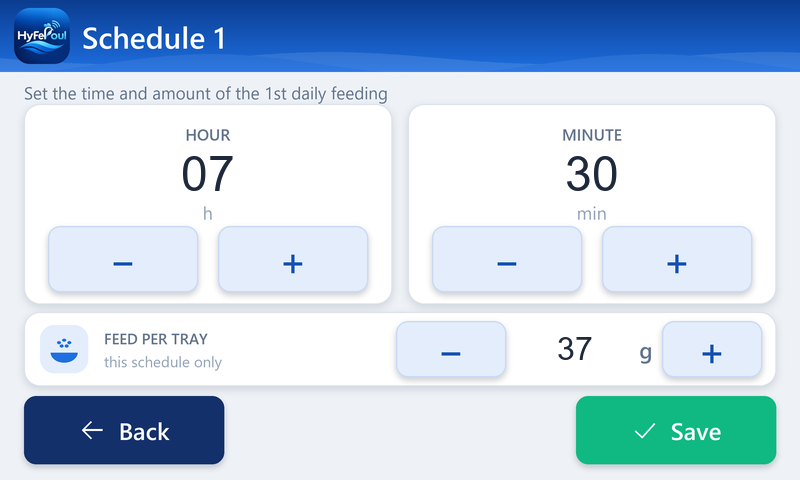 HyFePoul
Schedule 1
Set the time and amount of the 1st daily feeding
HOUR
07
h
− +
MINUTE
30
min
− +
FEED PER TRAY
this schedule only
− 37 g +
Back
Save